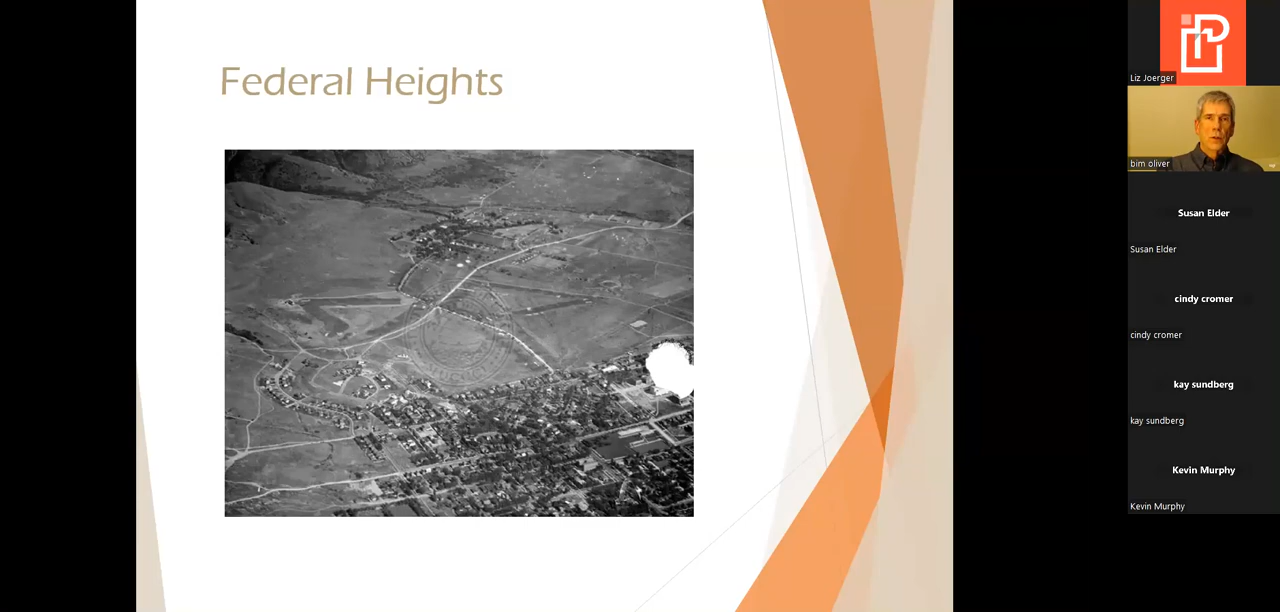 Federal Heights
Liz Joerger
bim oliver
Susan Elder
Susan Elder
cindy cromer
cindy cromer
kay sundberg
kay sundberg
Kevin Murphy
Kevin Murphy